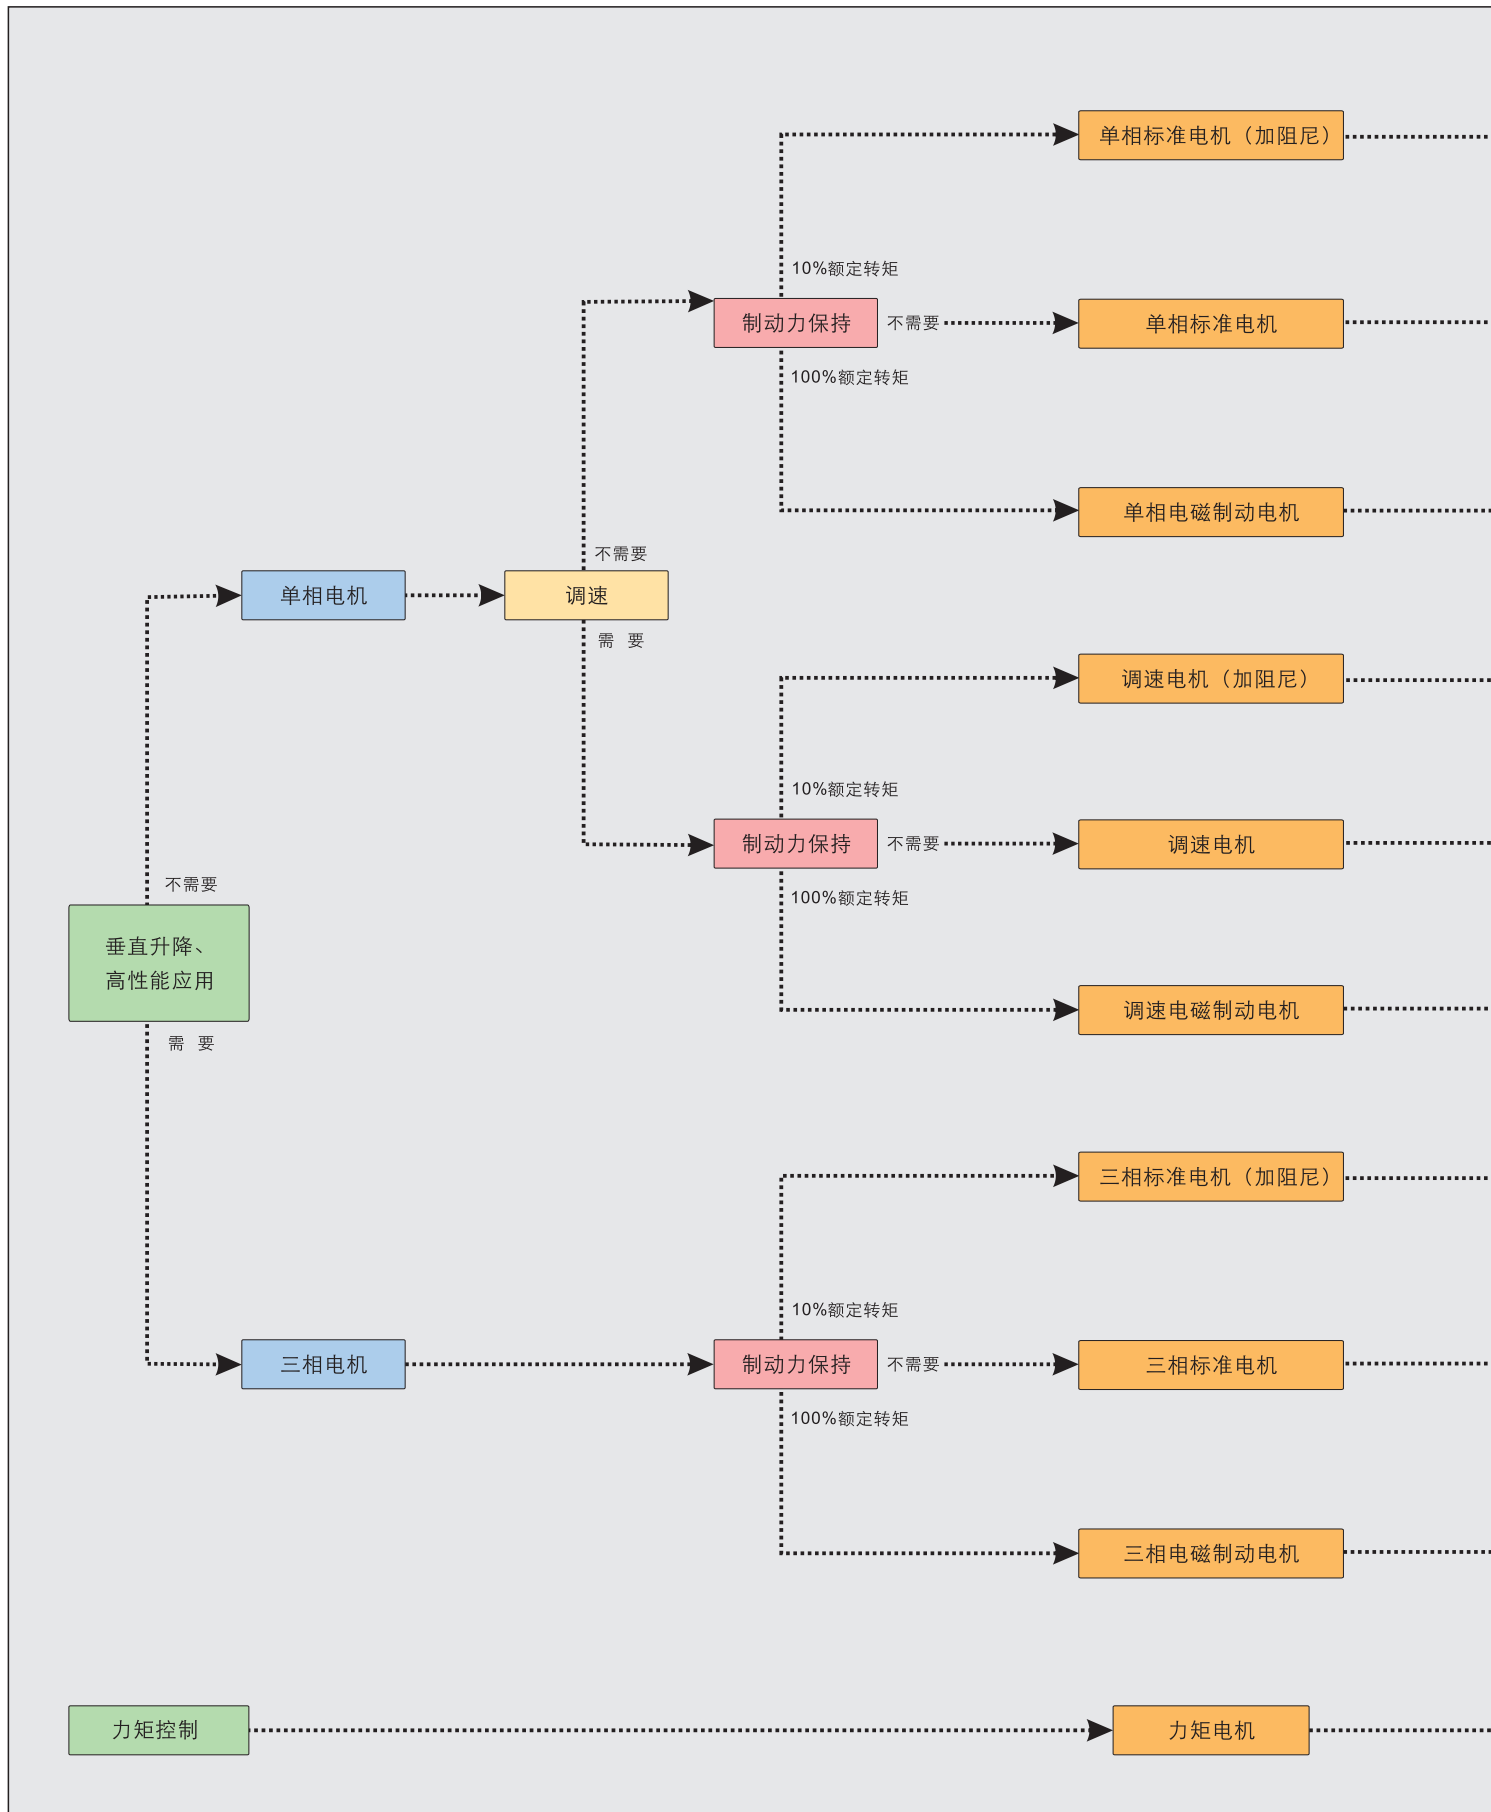 单相标准电机（加阻尼）
10%额定转矩
制动力保持
不需要
单相标准电机
100%额定转矩
单相电磁制动电机
不需要
单相电机
调速
需 要
调速电机（加阻尼）
10%额定转矩
制动力保持
不需要
调速电机
100%额定转矩
不需要
垂直升降、
高性能应用
调速电磁制动电机
需 要
三相标准电机（加阻尼）
10%额定转矩
三相电机
制动力保持
不需要
三相标准电机
100%额定转矩
三相电磁制动电机
力矩控制
力矩电机